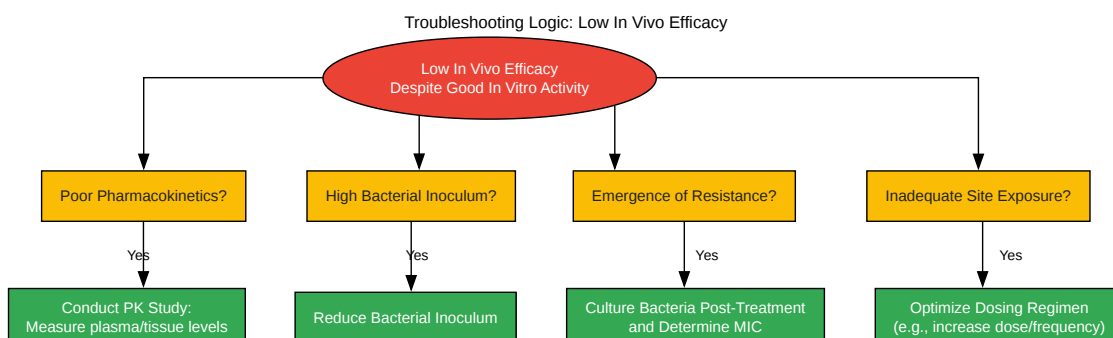 Troubleshooting Logic: Low In Vivo Efficacy
Low In Vivo Efficacy
Despite Good In Vitro Activity
Poor Pharmacokinetics?
High Bacterial Inoculum?
Emergence of Resistance?
Inadequate Site Exposure?
Yes
Yes
Yes
Yes
Conduct PK Study:
Measure plasma/tissue levels
Reduce Bacterial Inoculum
Culture Bacteria Post-Treatment
and Determine MIC
Optimize Dosing Regimen
(e.g., increase dose/frequency)